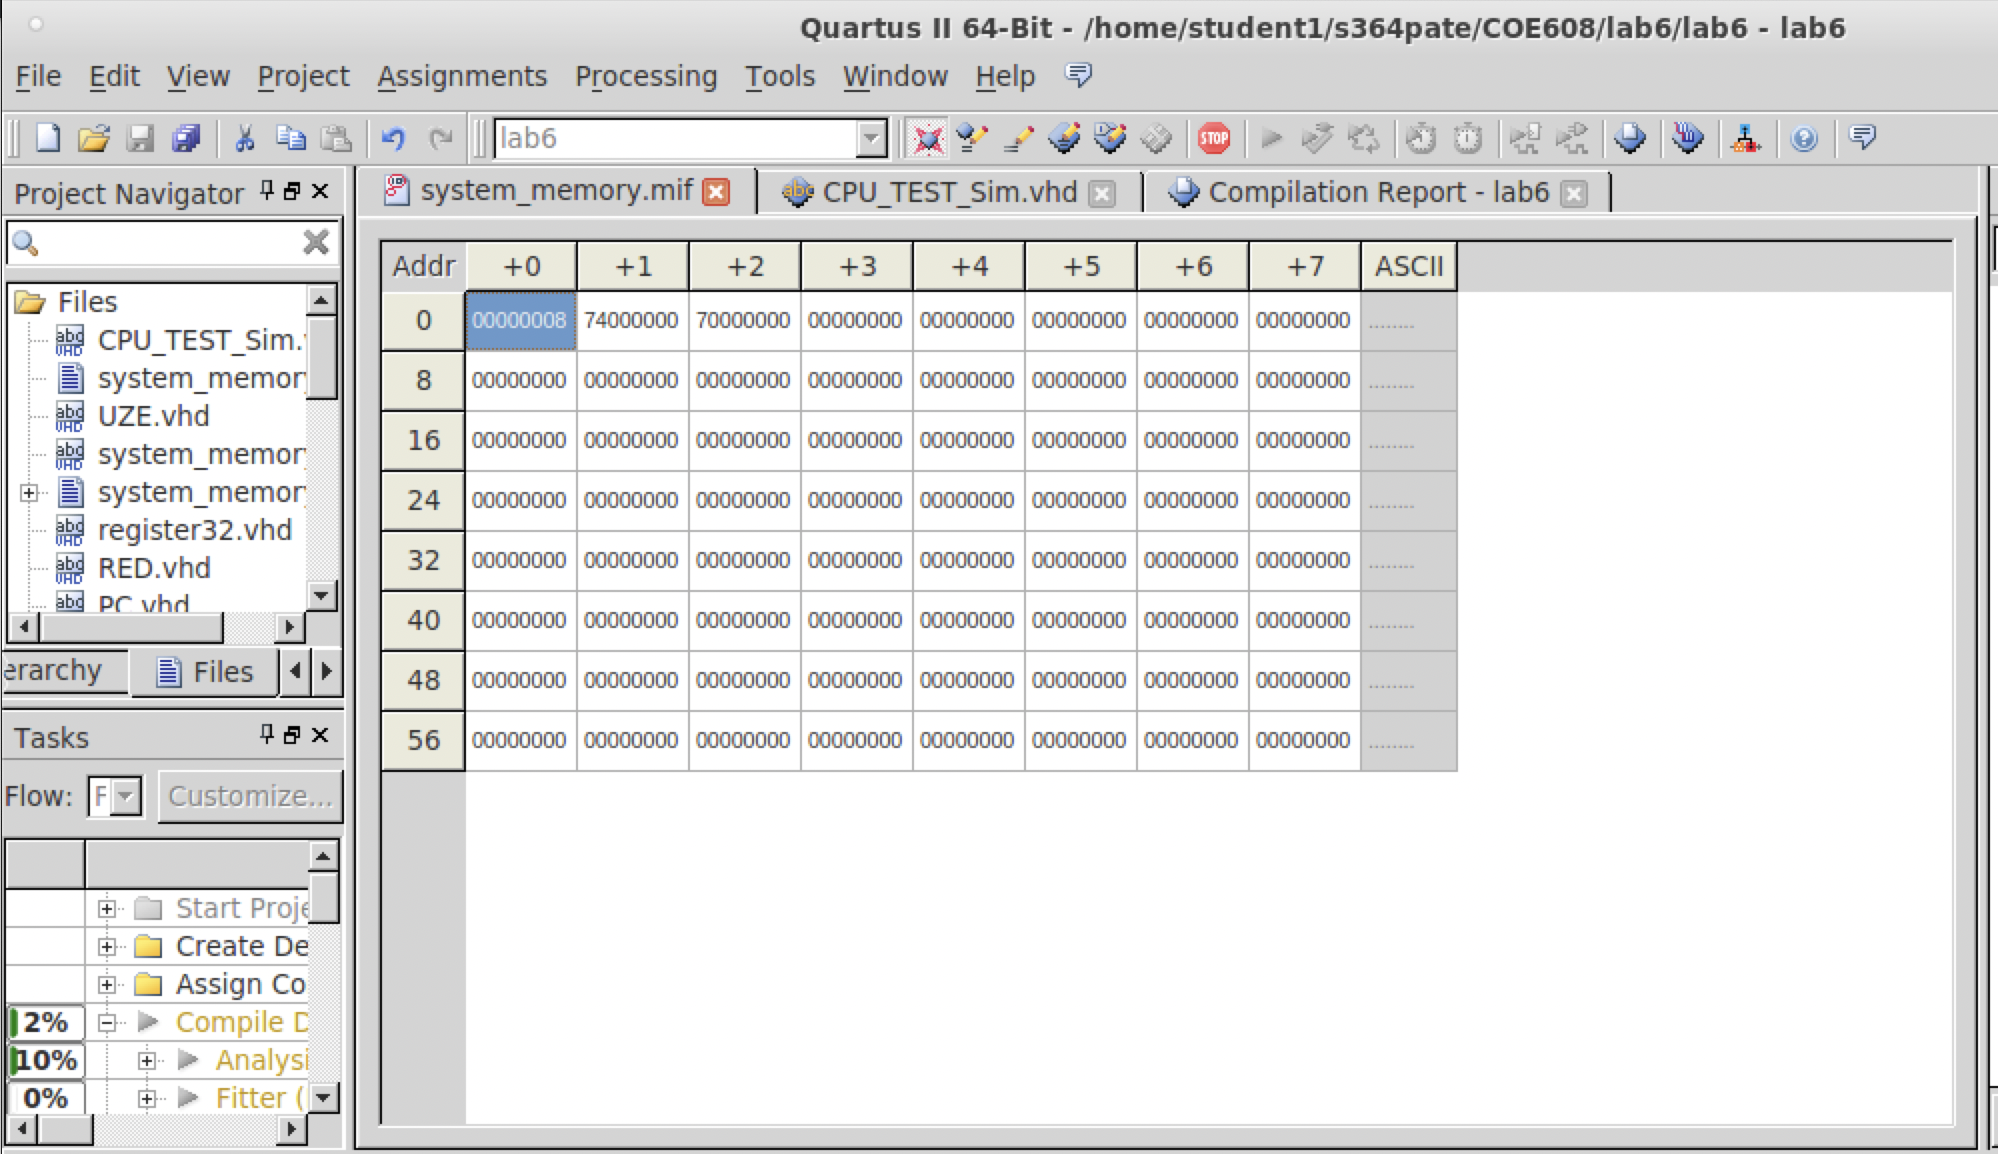 Quartus II 64-Bit - /home/student1/s364pate/COE608/lab6/lab6 - lab6
File Edit View Project Assignments Processing Tools Window Help
lab6
STOP
Project Navigator
system_memory.mif
CPU_TEST_Sim.vhd
Compilation Report - lab6
Files
CPU_TEST_Sim.
system_memor
UZE.vhd
system_memor
system_memor
register32.vhd
RED.vhd
PC.vhd
erarchy Files
Tasks
Flow: F Customize...
Start Proje
Create De
Assign Co
2% Compile D
10% Analysi
0% Fitter (
Addr +0 +1 +2 +3 +4 +5 +6 +7 ASCII
0 00000008 74000000 70000000 00000000 00000000 00000000 00000000 00000000 ........
8 00000000 00000000 00000000 00000000 00000000 00000000 00000000 00000000 ........
16 00000000 00000000 00000000 00000000 00000000 00000000 00000000 00000000 ........
24 00000000 00000000 00000000 00000000 00000000 00000000 00000000 00000000 ........
32 00000000 00000000 00000000 00000000 00000000 00000000 00000000 00000000 ........
40 00000000 00000000 00000000 00000000 00000000 00000000 00000000 00000000 ........
48 00000000 00000000 00000000 00000000 00000000 00000000 00000000 00000000 ........
56 00000000 00000000 00000000 00000000 00000000 00000000 00000000 00000000 ........